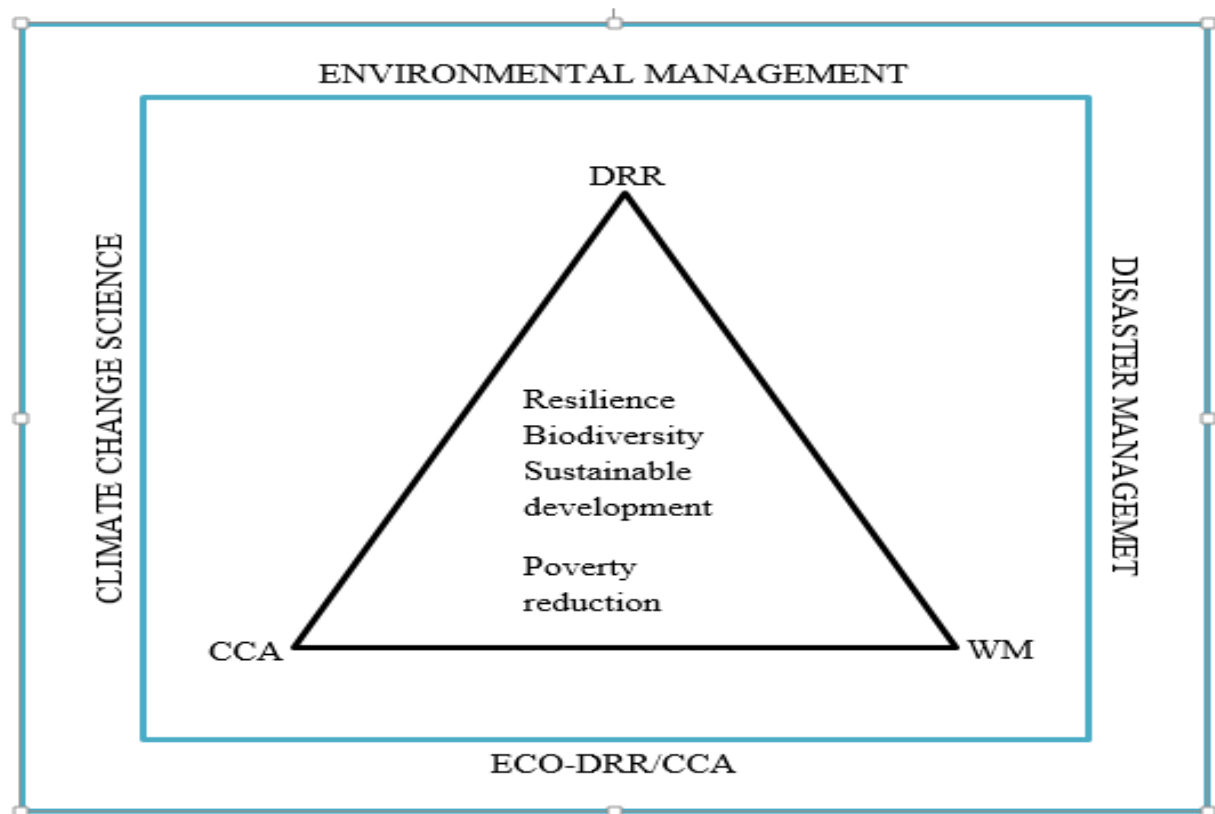 ENVIRONMENTAL MANAGEMENT
DRR
CLIMATE CHANGE SCIENCE
DISASTER MANAGEMET
Resilience
Biodiversity
Sustainable
development
Poverty
reduction
CCA
WM
ECO-DRR/CCA